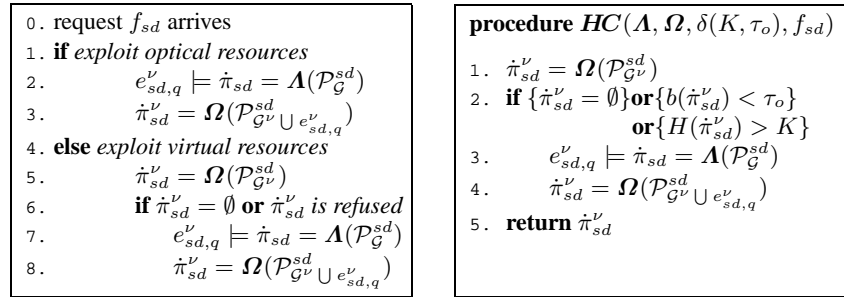 0. request f_{sd} arrives
1. if exploit optical resources
2. e^ν_{sd,q} ⊨ π̇_{sd} = Λ(P^{sd}_G)
3. π̇^ν_{sd} = Ω(P^{sd}_{G^ν ⋃ e^ν_{sd,q}})
4. else exploit virtual resources
5. π̇^ν_{sd} = Ω(P^{sd}_{G^ν})
6. if π̇^ν_{sd} = ∅ or π̇^ν_{sd} is refused
7. e^ν_{sd,q} ⊨ π̇_{sd} = Λ(P^{sd}_G)
8. π̇^ν_{sd} = Ω(P^{sd}_{G^ν ⋃ e^ν_{sd,q}})
procedure HC(Λ, Ω, δ(K, τ_o), f_{sd})
1. π̇^ν_{sd} = Ω(P^{sd}_{G^ν})
2. if {π̇^ν_{sd} = ∅}or{b(π̇^ν_{sd}) < τ_o}
or{H(π̇^ν_{sd}) > K}
3. e^ν_{sd,q} ⊨ π̇_{sd} = Λ(P^{sd}_G)
4. π̇^ν_{sd} = Ω(P^{sd}_{G^ν ⋃ e^ν_{sd,q}})
5. return π̇^ν_{sd}